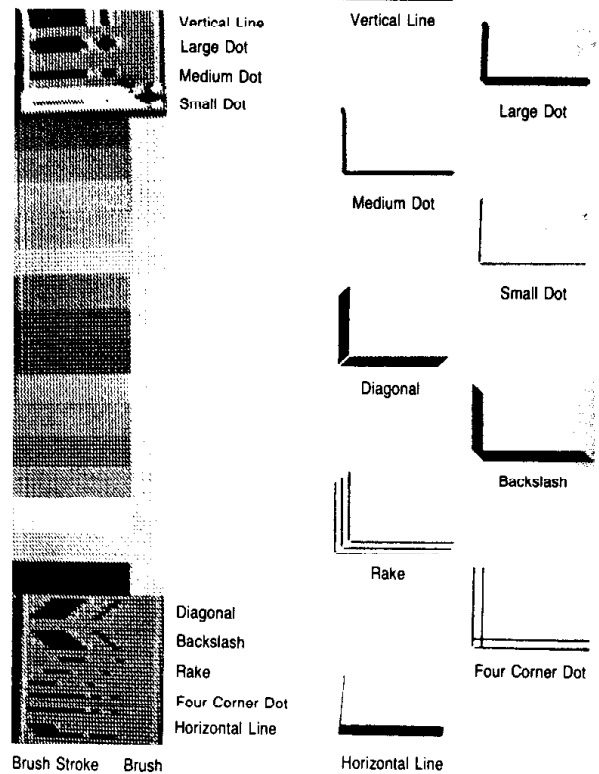 Vertical Line
Large Dot
Medium Dot
Small Dot
Vertical Line
Large Dot
Medium Dot
Small Dot
Diagonal
Backslash
Rake
Four Corner Dot
Diagonal
Backslash
Rake
Four Corner Dot
Horizontal Line
Horizontal Line
Brush Stroke Brush